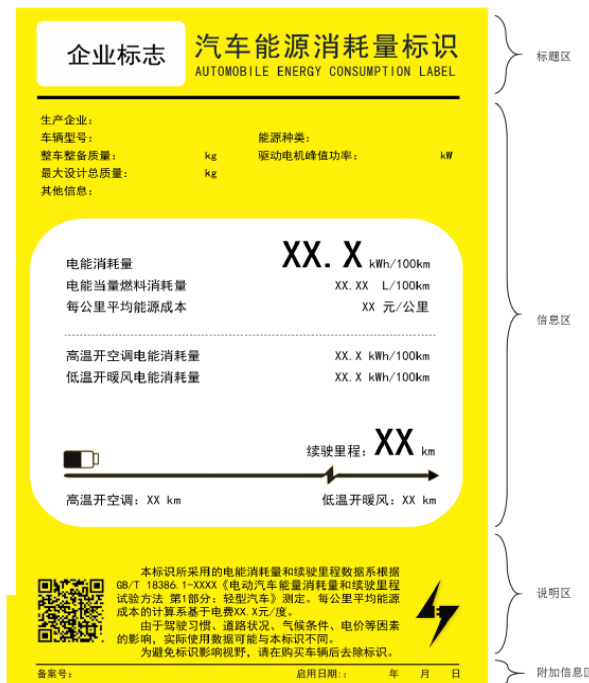 企业标志
汽车能源消耗量标识
AUTOMOBILE ENERGY CONSUMPTION LABEL
标题区
生产企业:
车辆型号: 能源种类:
整车整备质量: kg 驱动电机峰值功率: kW
最大设计总质量: kg
其他信息:
电能消耗量 XX.X kWh/100km
电能当量燃料消耗量 XX.XX L/100km
每公里平均能源成本 XX 元/公里
信息区
高温开空调电能消耗量 XX.X kWh/100km
低温开暖风电能消耗量 XX.X kWh/100km
续驶里程: XX km
高温开空调: XX km 低温开暖风: XX km
本标识所采用的电能消耗量和续驶里程数据系根据
GB/T 18386.1-XXXX《电动汽车能量消耗量和续驶里程
试验方法 第1部分: 轻型汽车》测定。每公里平均能源
成本的计算系基于电费XX.X元/度。
由于驾驶习惯、道路状况、气候条件、电价等因素
的影响, 实际使用数据可能与本标识不同。
为避免标识影响视野, 请在购买车辆后去除标识。
说明区
备案号: 启用日期:: 年 月 日
附加信息区